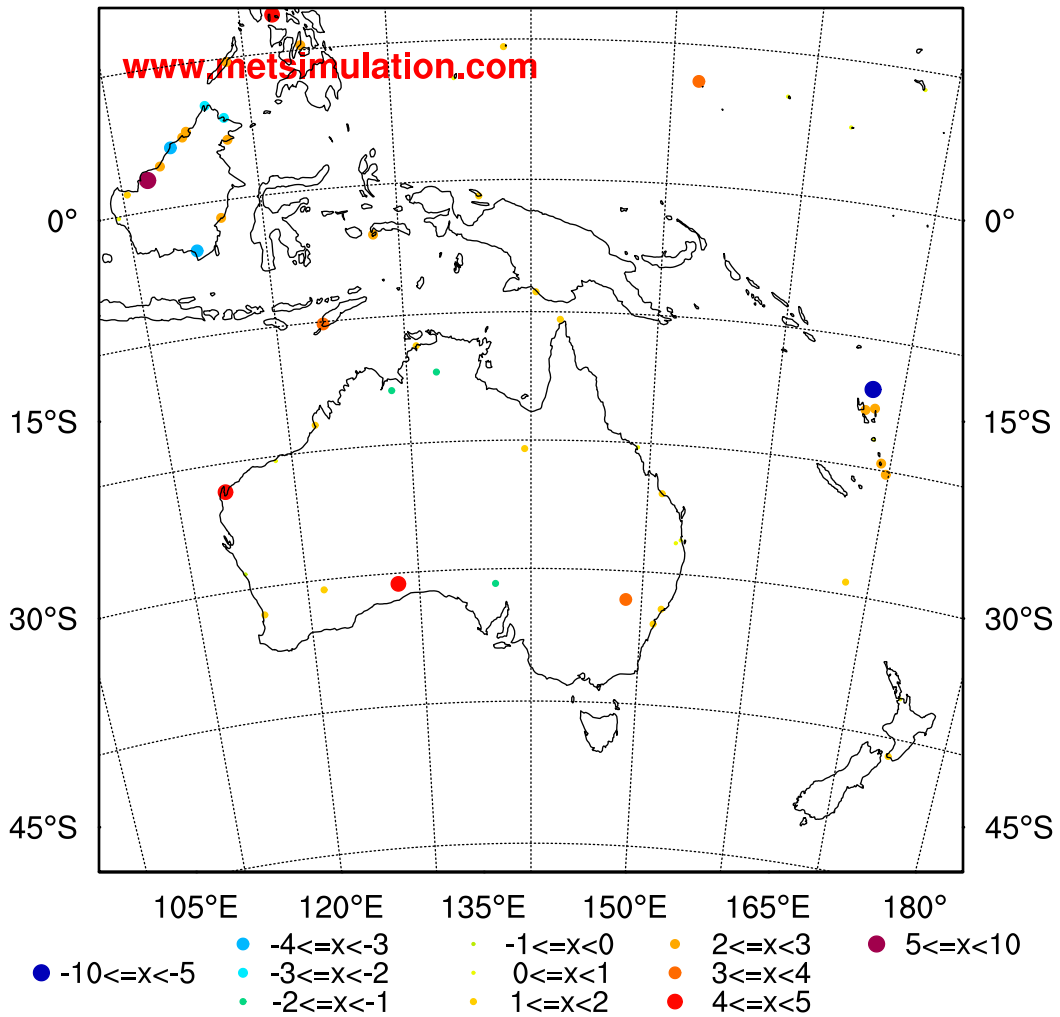 www.metsimulation.com
0° 0°
15°S 15°S
30°S 30°S
45°S 45°S
105°E 120°E 135°E 150°E 165°E 180°
-4<=x<-3 -1<=x<0 2<=x<3 5<=x<10
-10<=x<-5 -3<=x<-2 0<=x<1 3<=x<4
-2<=x<-1 1<=x<2 4<=x<5